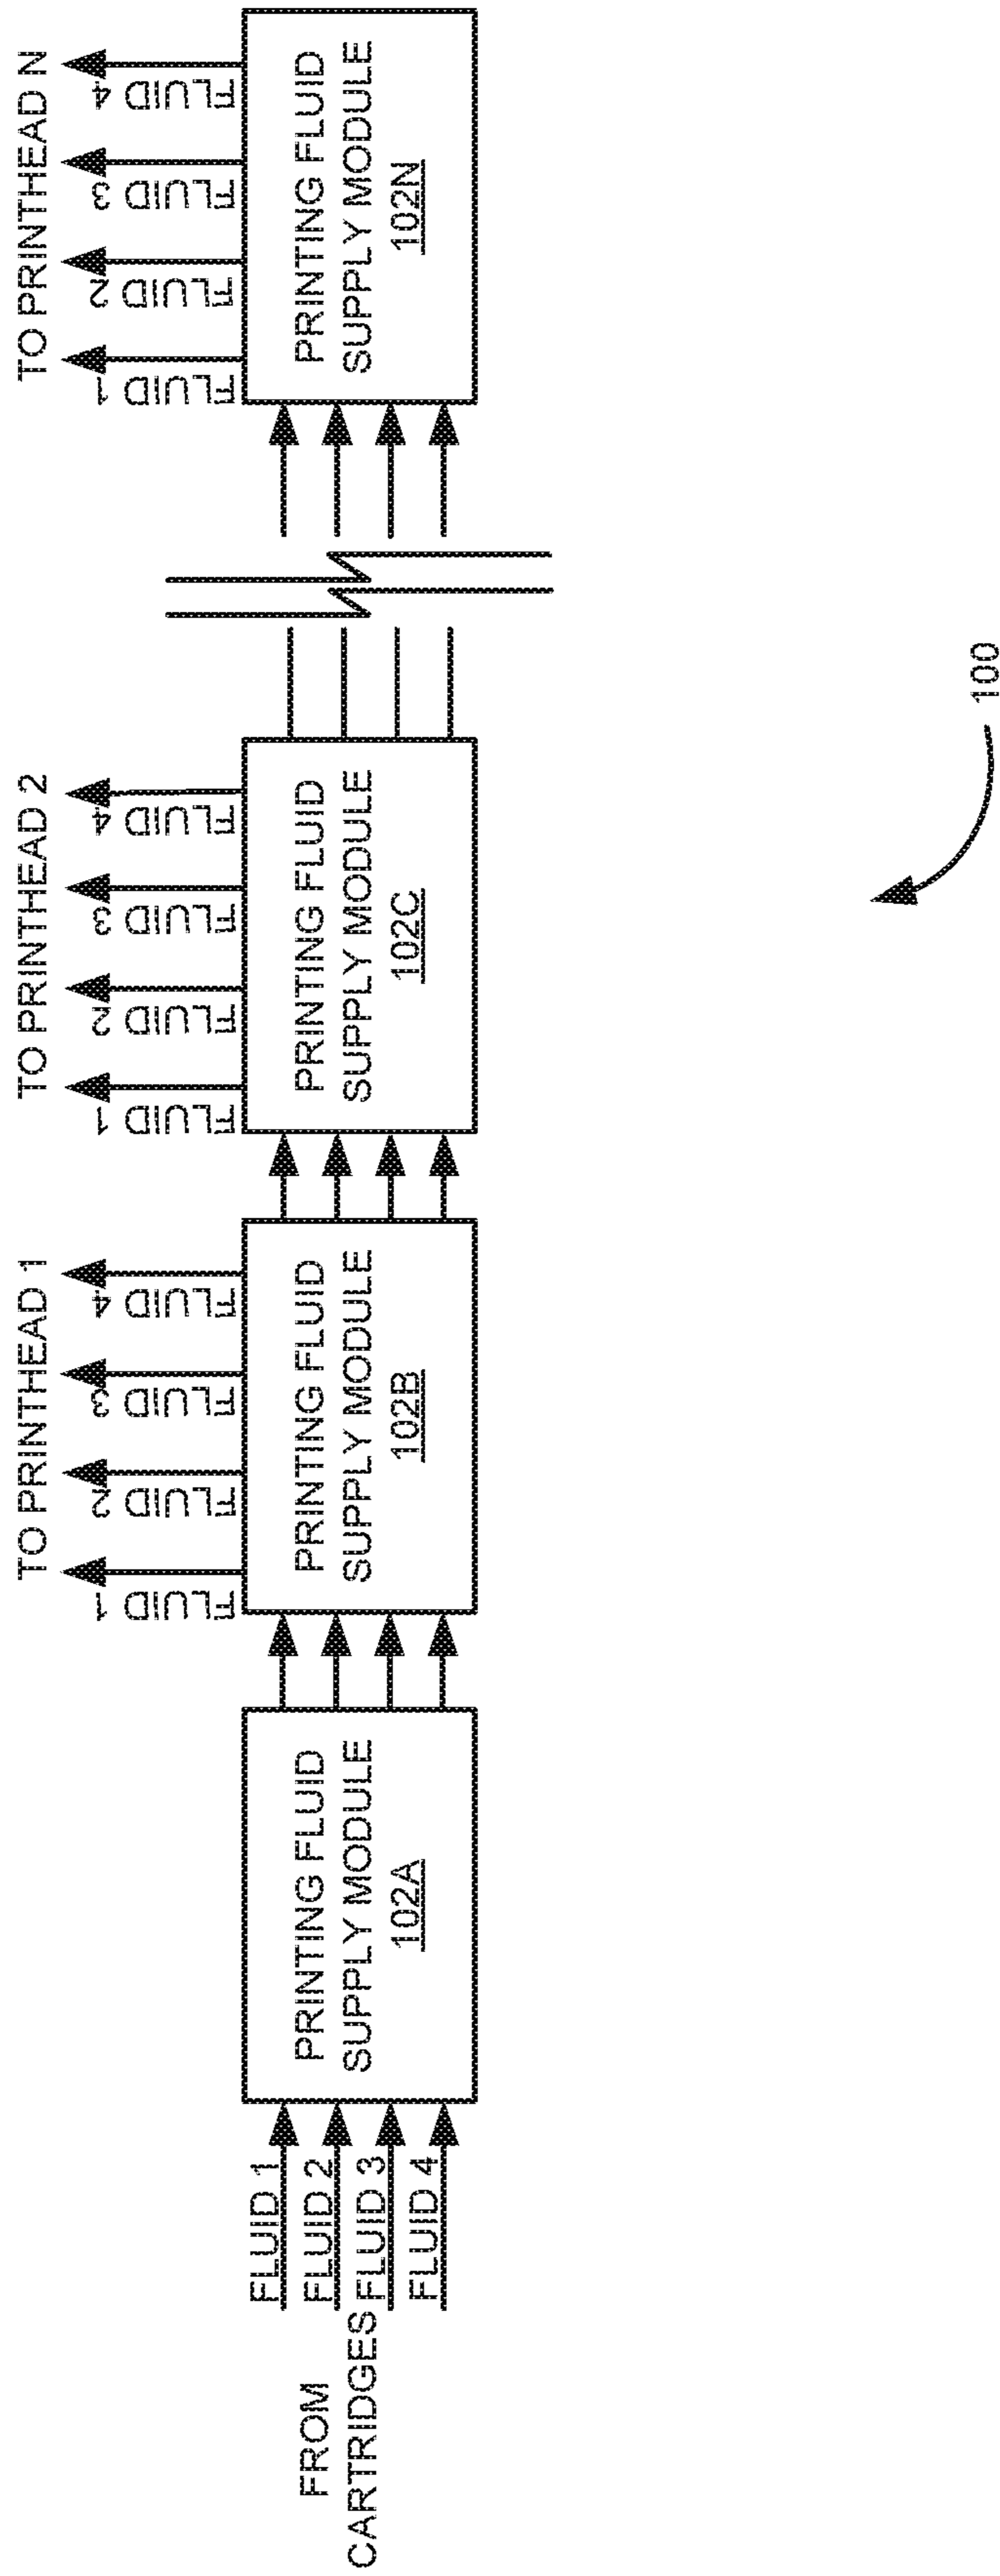 TO PRINTHEAD 1
TO PRINTHEAD 2
TO PRINTHEAD N
FLUID 1
FLUID 2
FLUID 3
FLUID 4
FLUID 1
FLUID 2
FLUID 3
FLUID 4
FLUID 1
FLUID 2
FLUID 3
FLUID 4
FROM
CARTRIDGES
FLUID 1
FLUID 2
FLUID 3
FLUID 4
PRINTING FLUID
SUPPLY MODULE
102A
PRINTING FLUID
SUPPLY MODULE
102B
PRINTING FLUID
SUPPLY MODULE
102C
PRINTING FLUID
SUPPLY MODULE
102N
100